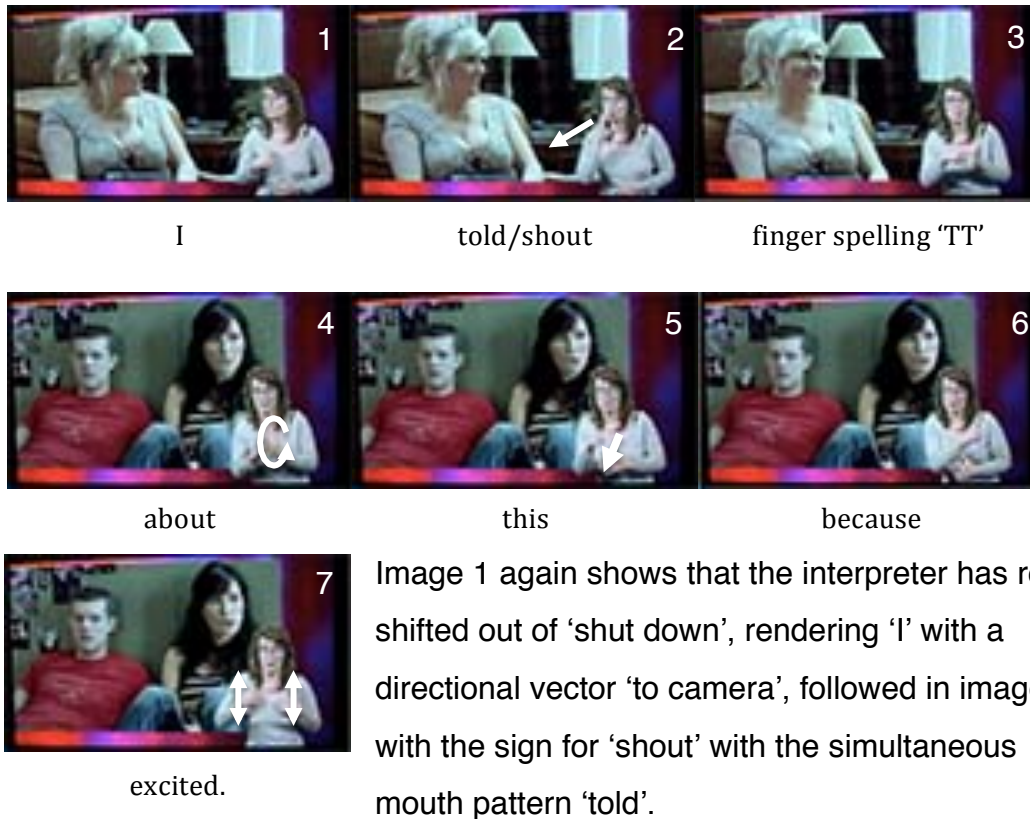 1 2 3
I told/shout finger spelling ‘TT’
4 5 6
about this because
7
excited.
Image 1 again shows that the interpreter has
shifted out of ‘shut down’, rendering ‘I’ with a
directional vector ‘to camera’, followed in
with the sign for ‘shout’ with the simultaneous
mouth pattern ‘told’.